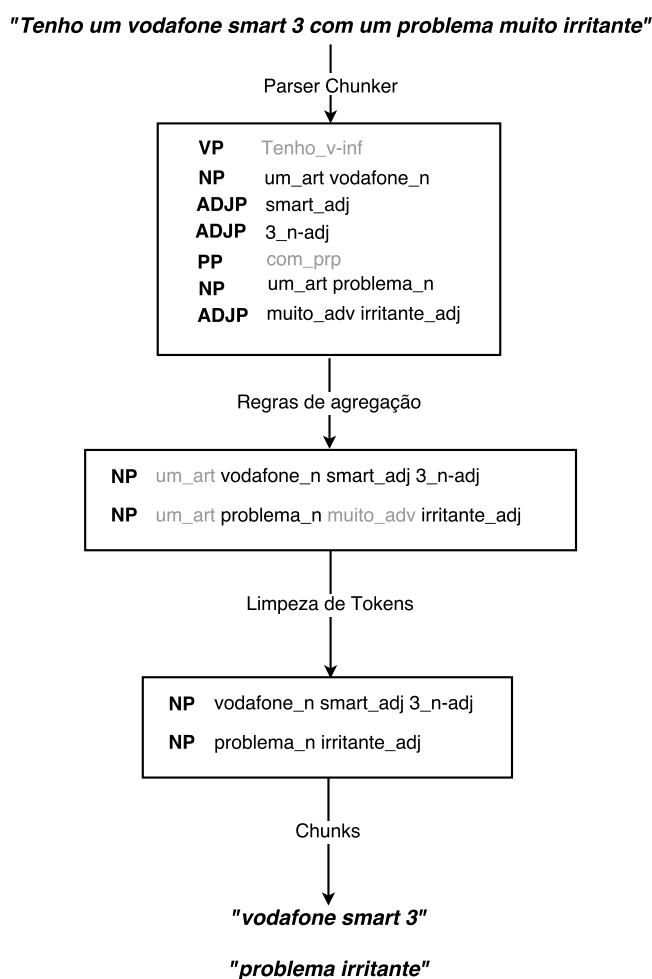 "Tenho um vodafone smart 3 com um problema muito irritante"
Parser Chunker
VP Tenho_v-inf
NP um_art vodafone_n
ADJP smart_adj
ADJP 3_n-adj
PP com_prp
NP um_art problema_n
ADJP muito_adv irritante_adj
Regras de agregação
NP um_art vodafone_n smart_adj 3_n-adj
NP um_art problema_n muito_adv irritante_adj
Limpeza de Tokens
NP vodafone_n smart_adj 3_n-adj
NP problema_n irritante_adj
Chunks
"vodafone smart 3"
"problema irritante"